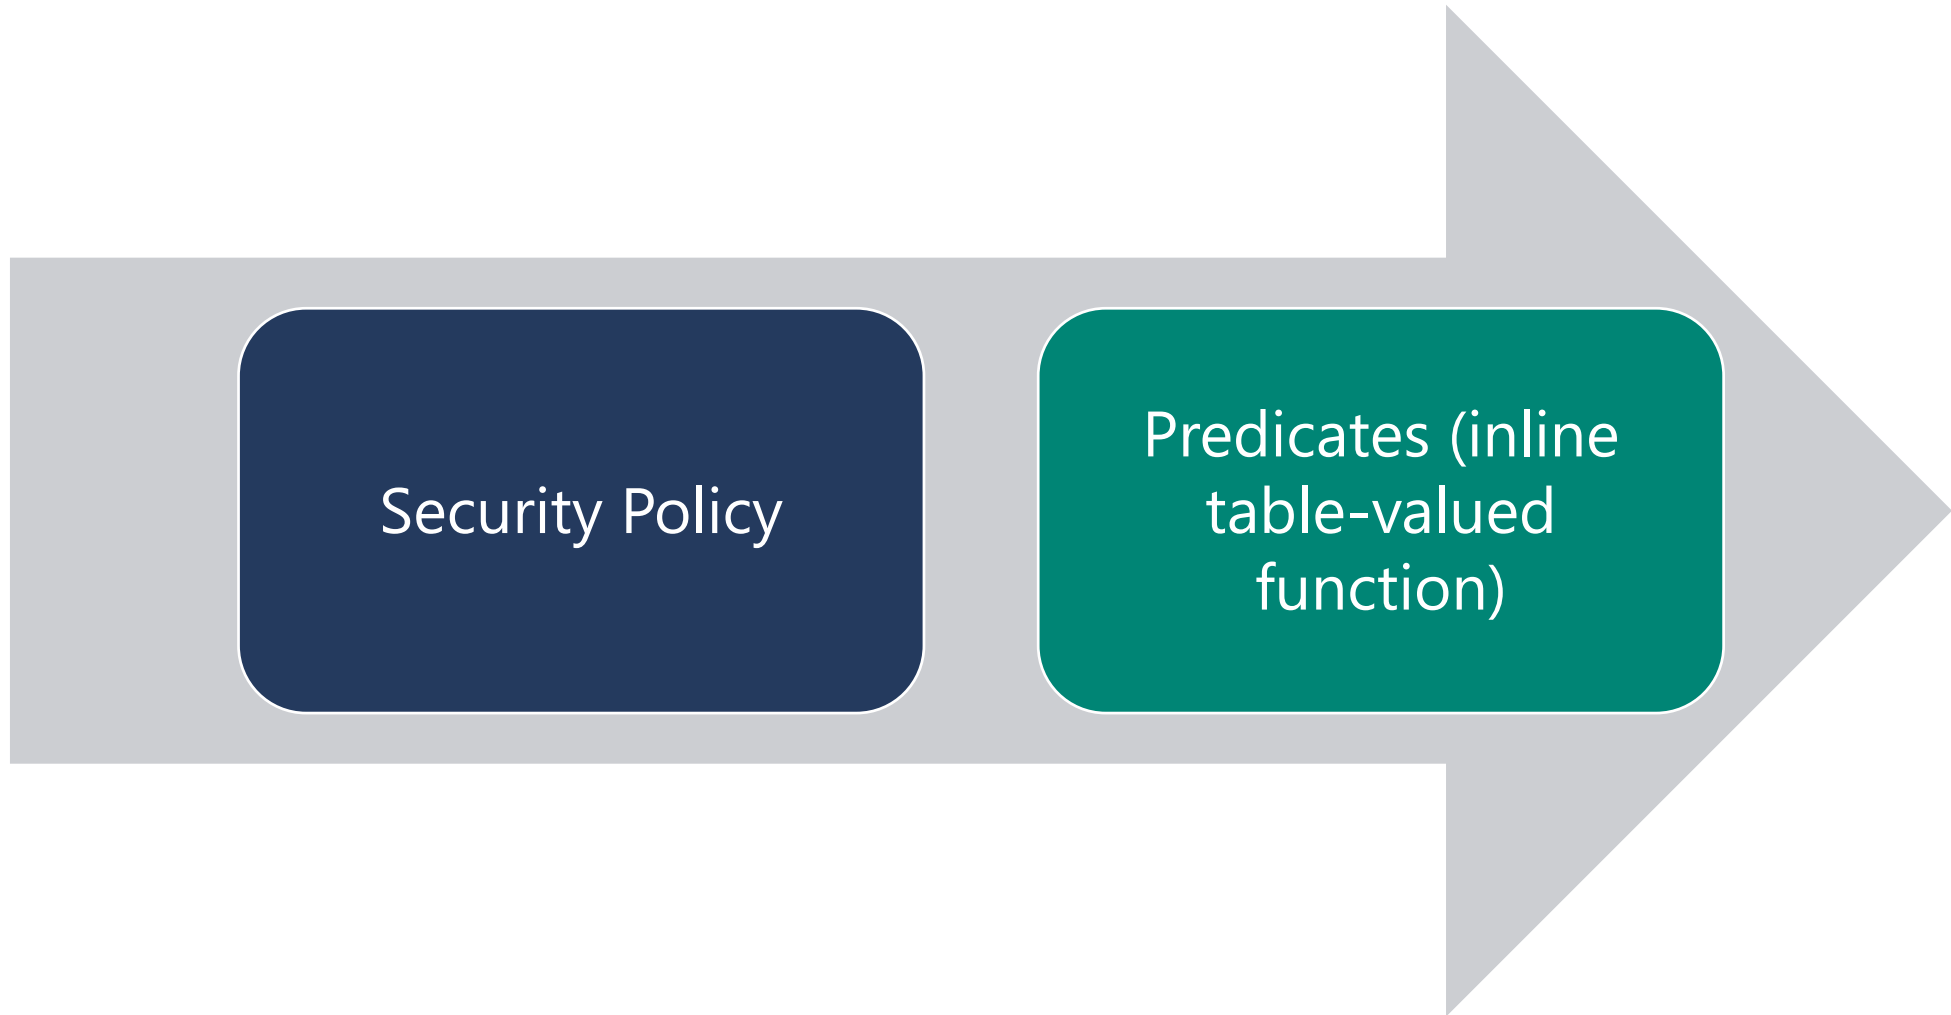 Security Policy
Predicates (inline
table-valued
function)